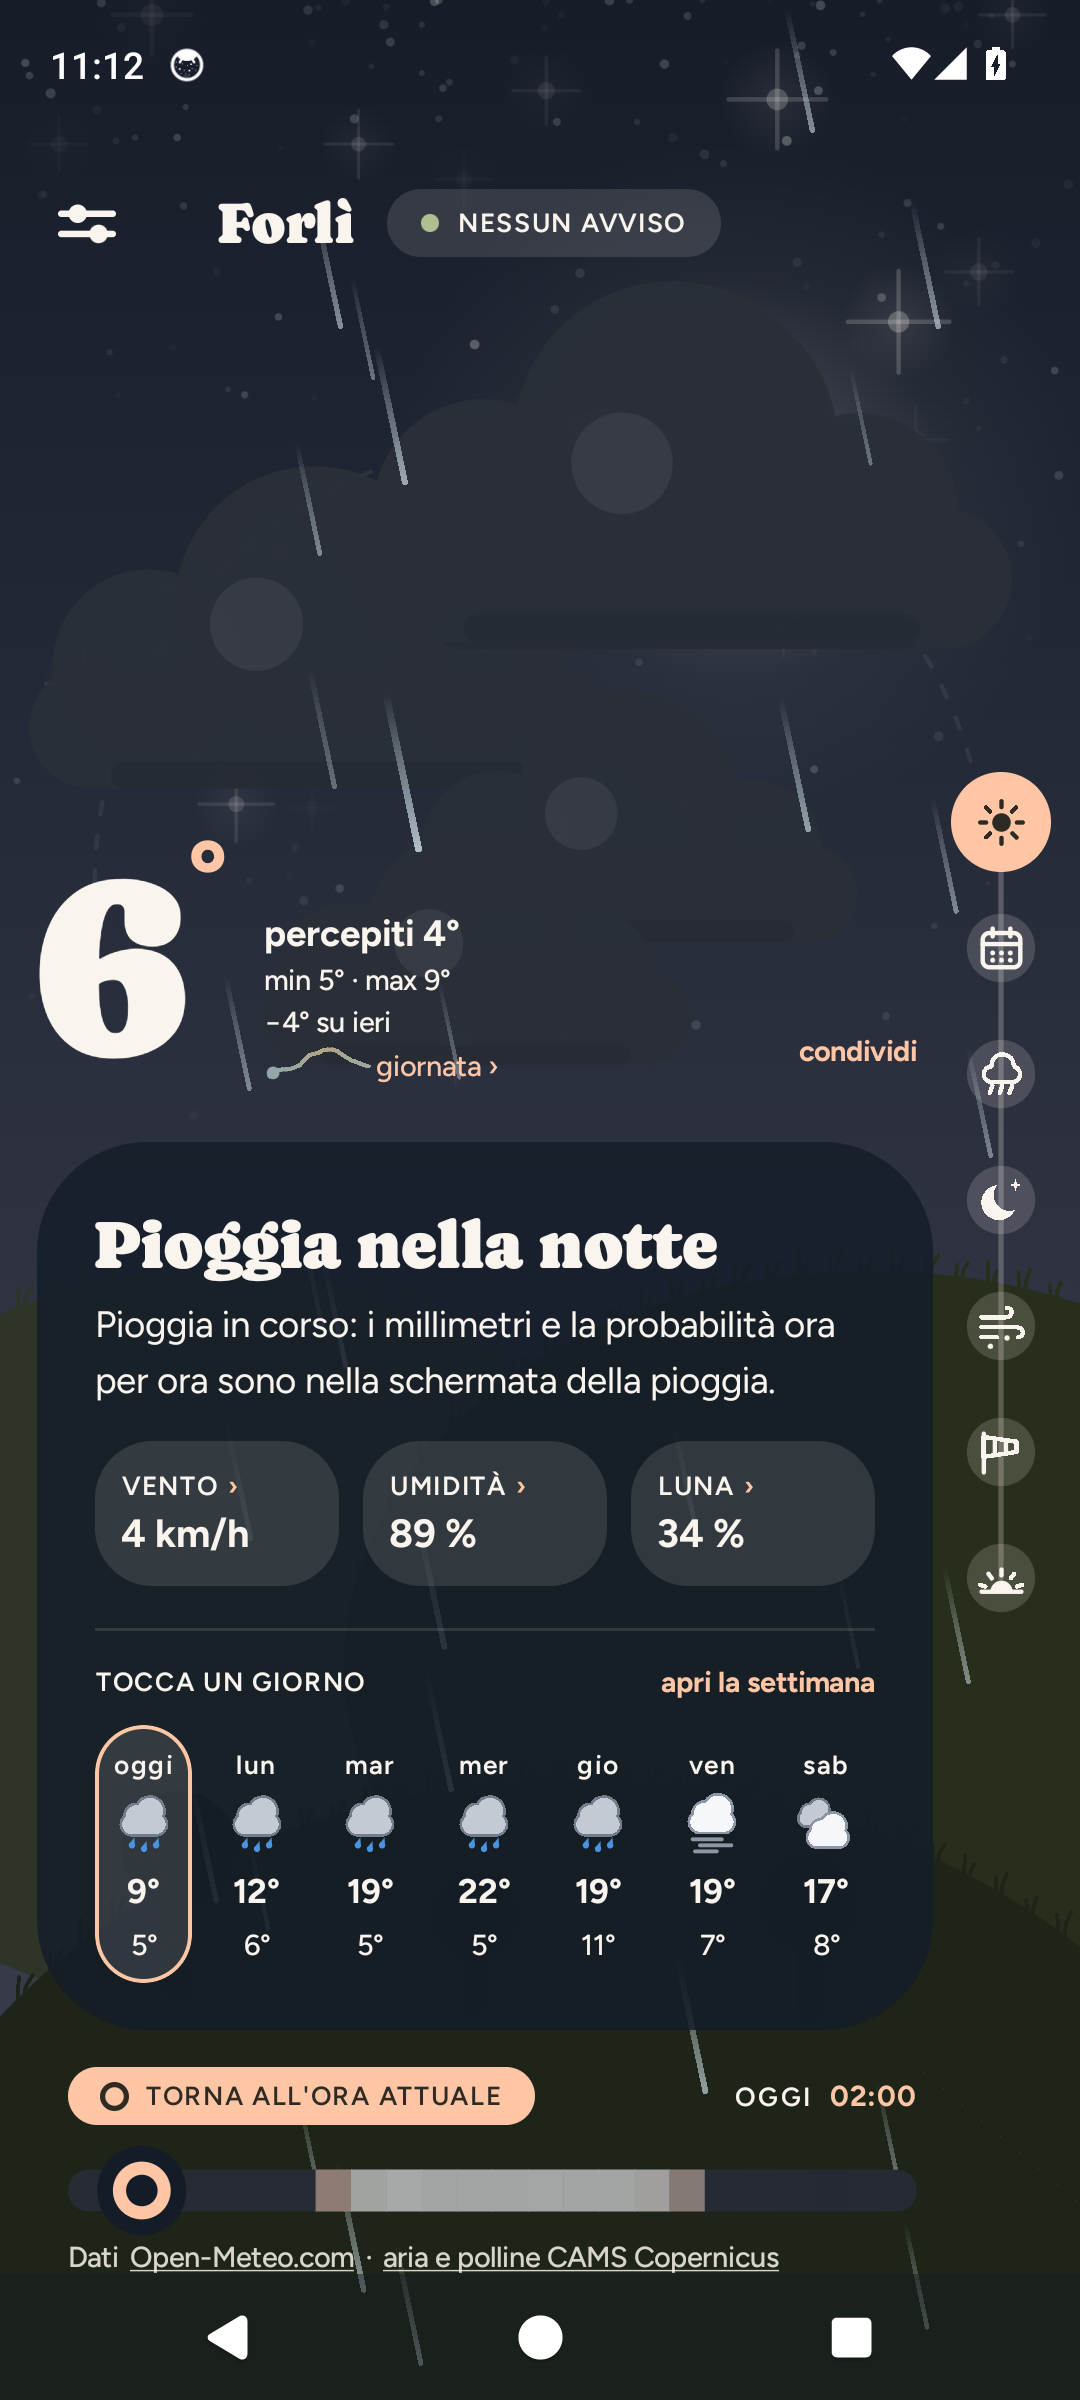 11:12
Forlì
NESSUN AVVISO
6°
percepiti 4°
min 5° · max 9°
−4° su ieri
giornata ›
condividi
Pioggia nella notte
Pioggia in corso: i millimetri e la probabilità ora
per ora sono nella schermata della pioggia.
VENTO › UMIDITÀ › LUNA ›
4 km/h 89 % 34 %
TOCCA UN GIORNO apri la settimana
oggi lun mar mer gio ven sab
9° 12° 19° 22° 19° 19° 17°
5° 6° 5° 5° 11° 7° 8°
TORNA ALL'ORA ATTUALE OGGI 02:00
Dati Open-Meteo.com · aria e polline CAMS Copernicus